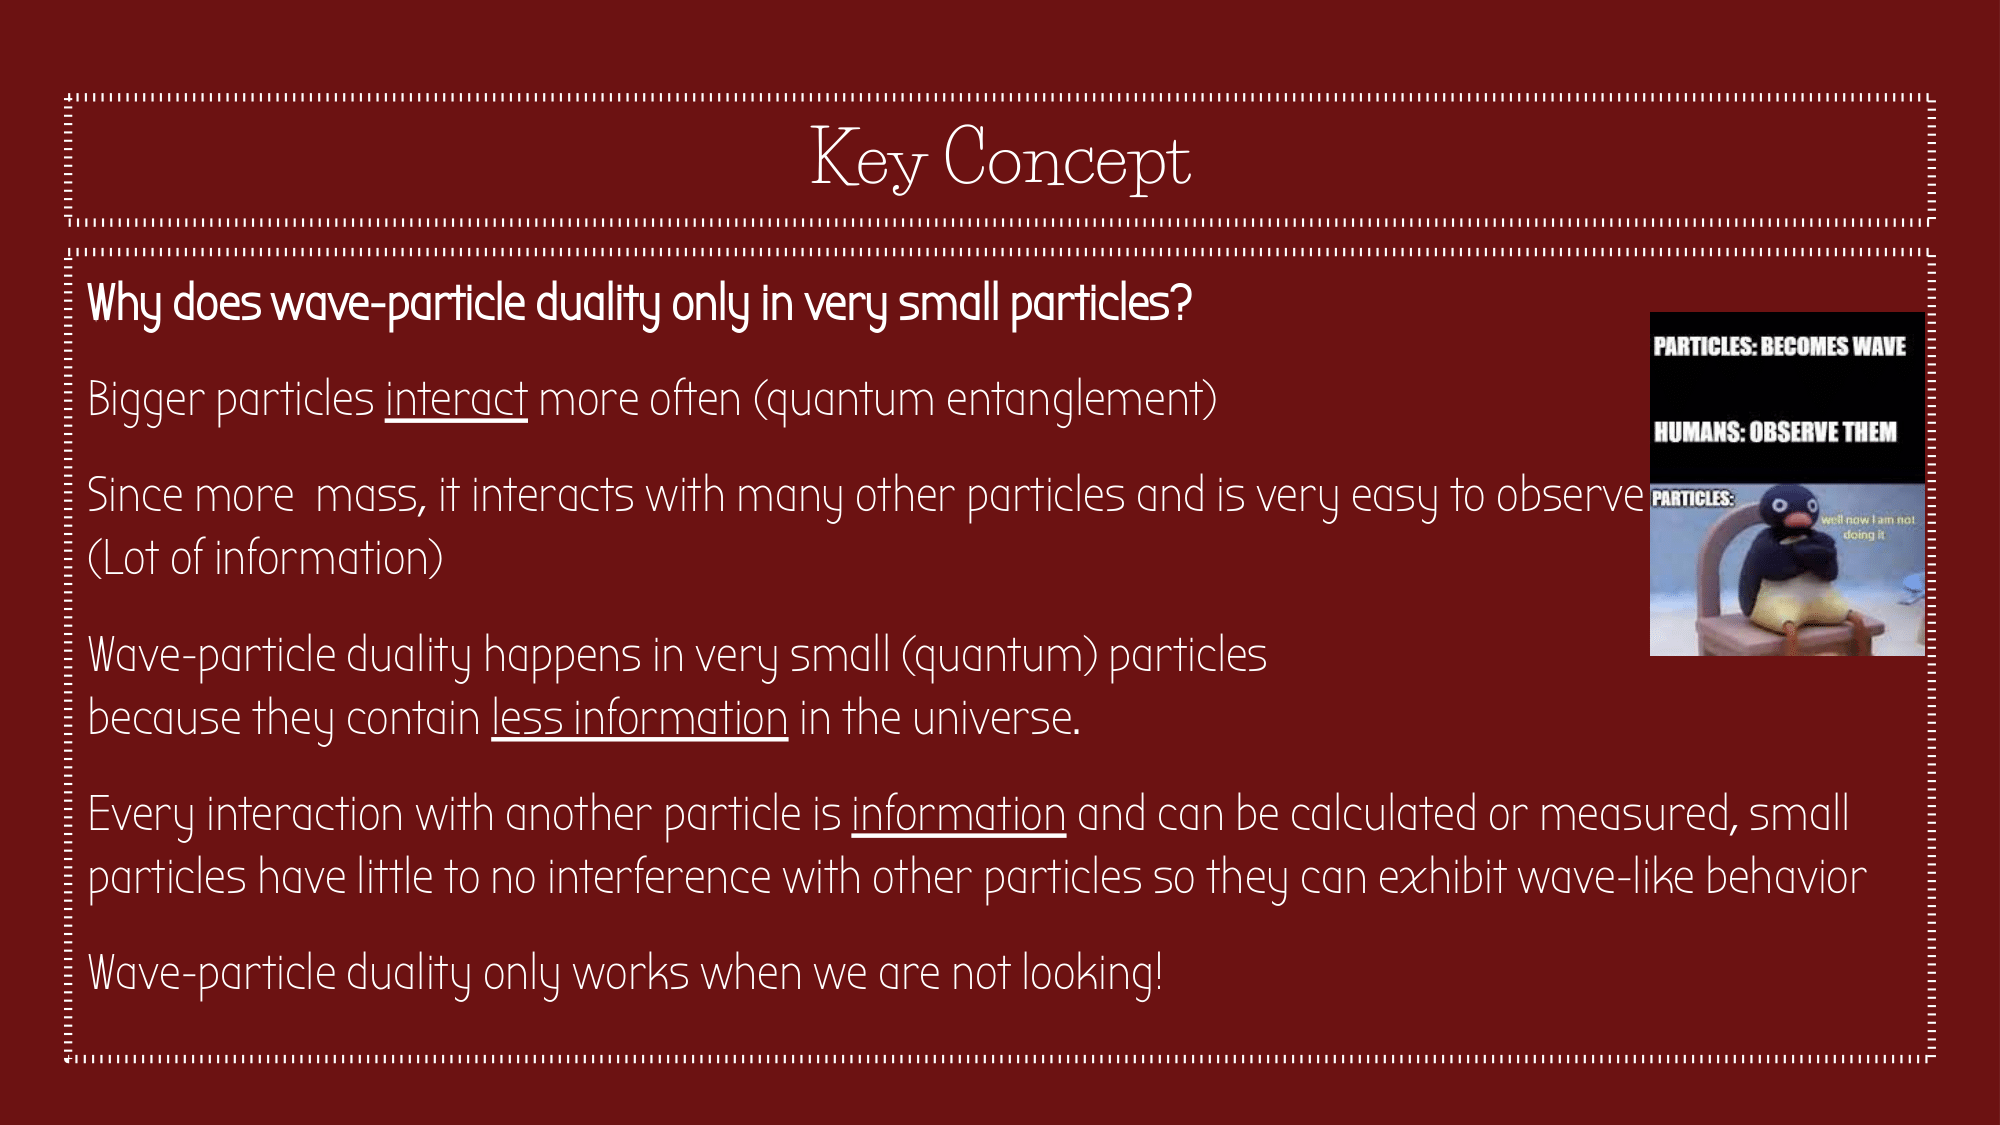 Key Concept
Why does wave-particle duality only in very small particles?
Bigger particles interact more often (quantum entanglement)
Since more  mass, it interacts with many other particles and is very easy to observe
(Lot of information)
Wave-particle duality happens in very small (quantum) particles
because they contain less information in the universe.
Every interaction with another particle is information and can be calculated or measured, small
particles have little to no interference with other particles so they can exhibit wave-like behavior
Wave-particle duality only works when we are not looking!
PARTICLES: BECOMES WAVE
HUMANS: OBSERVE THEM
PARTICLES:
well now I am not
doing it